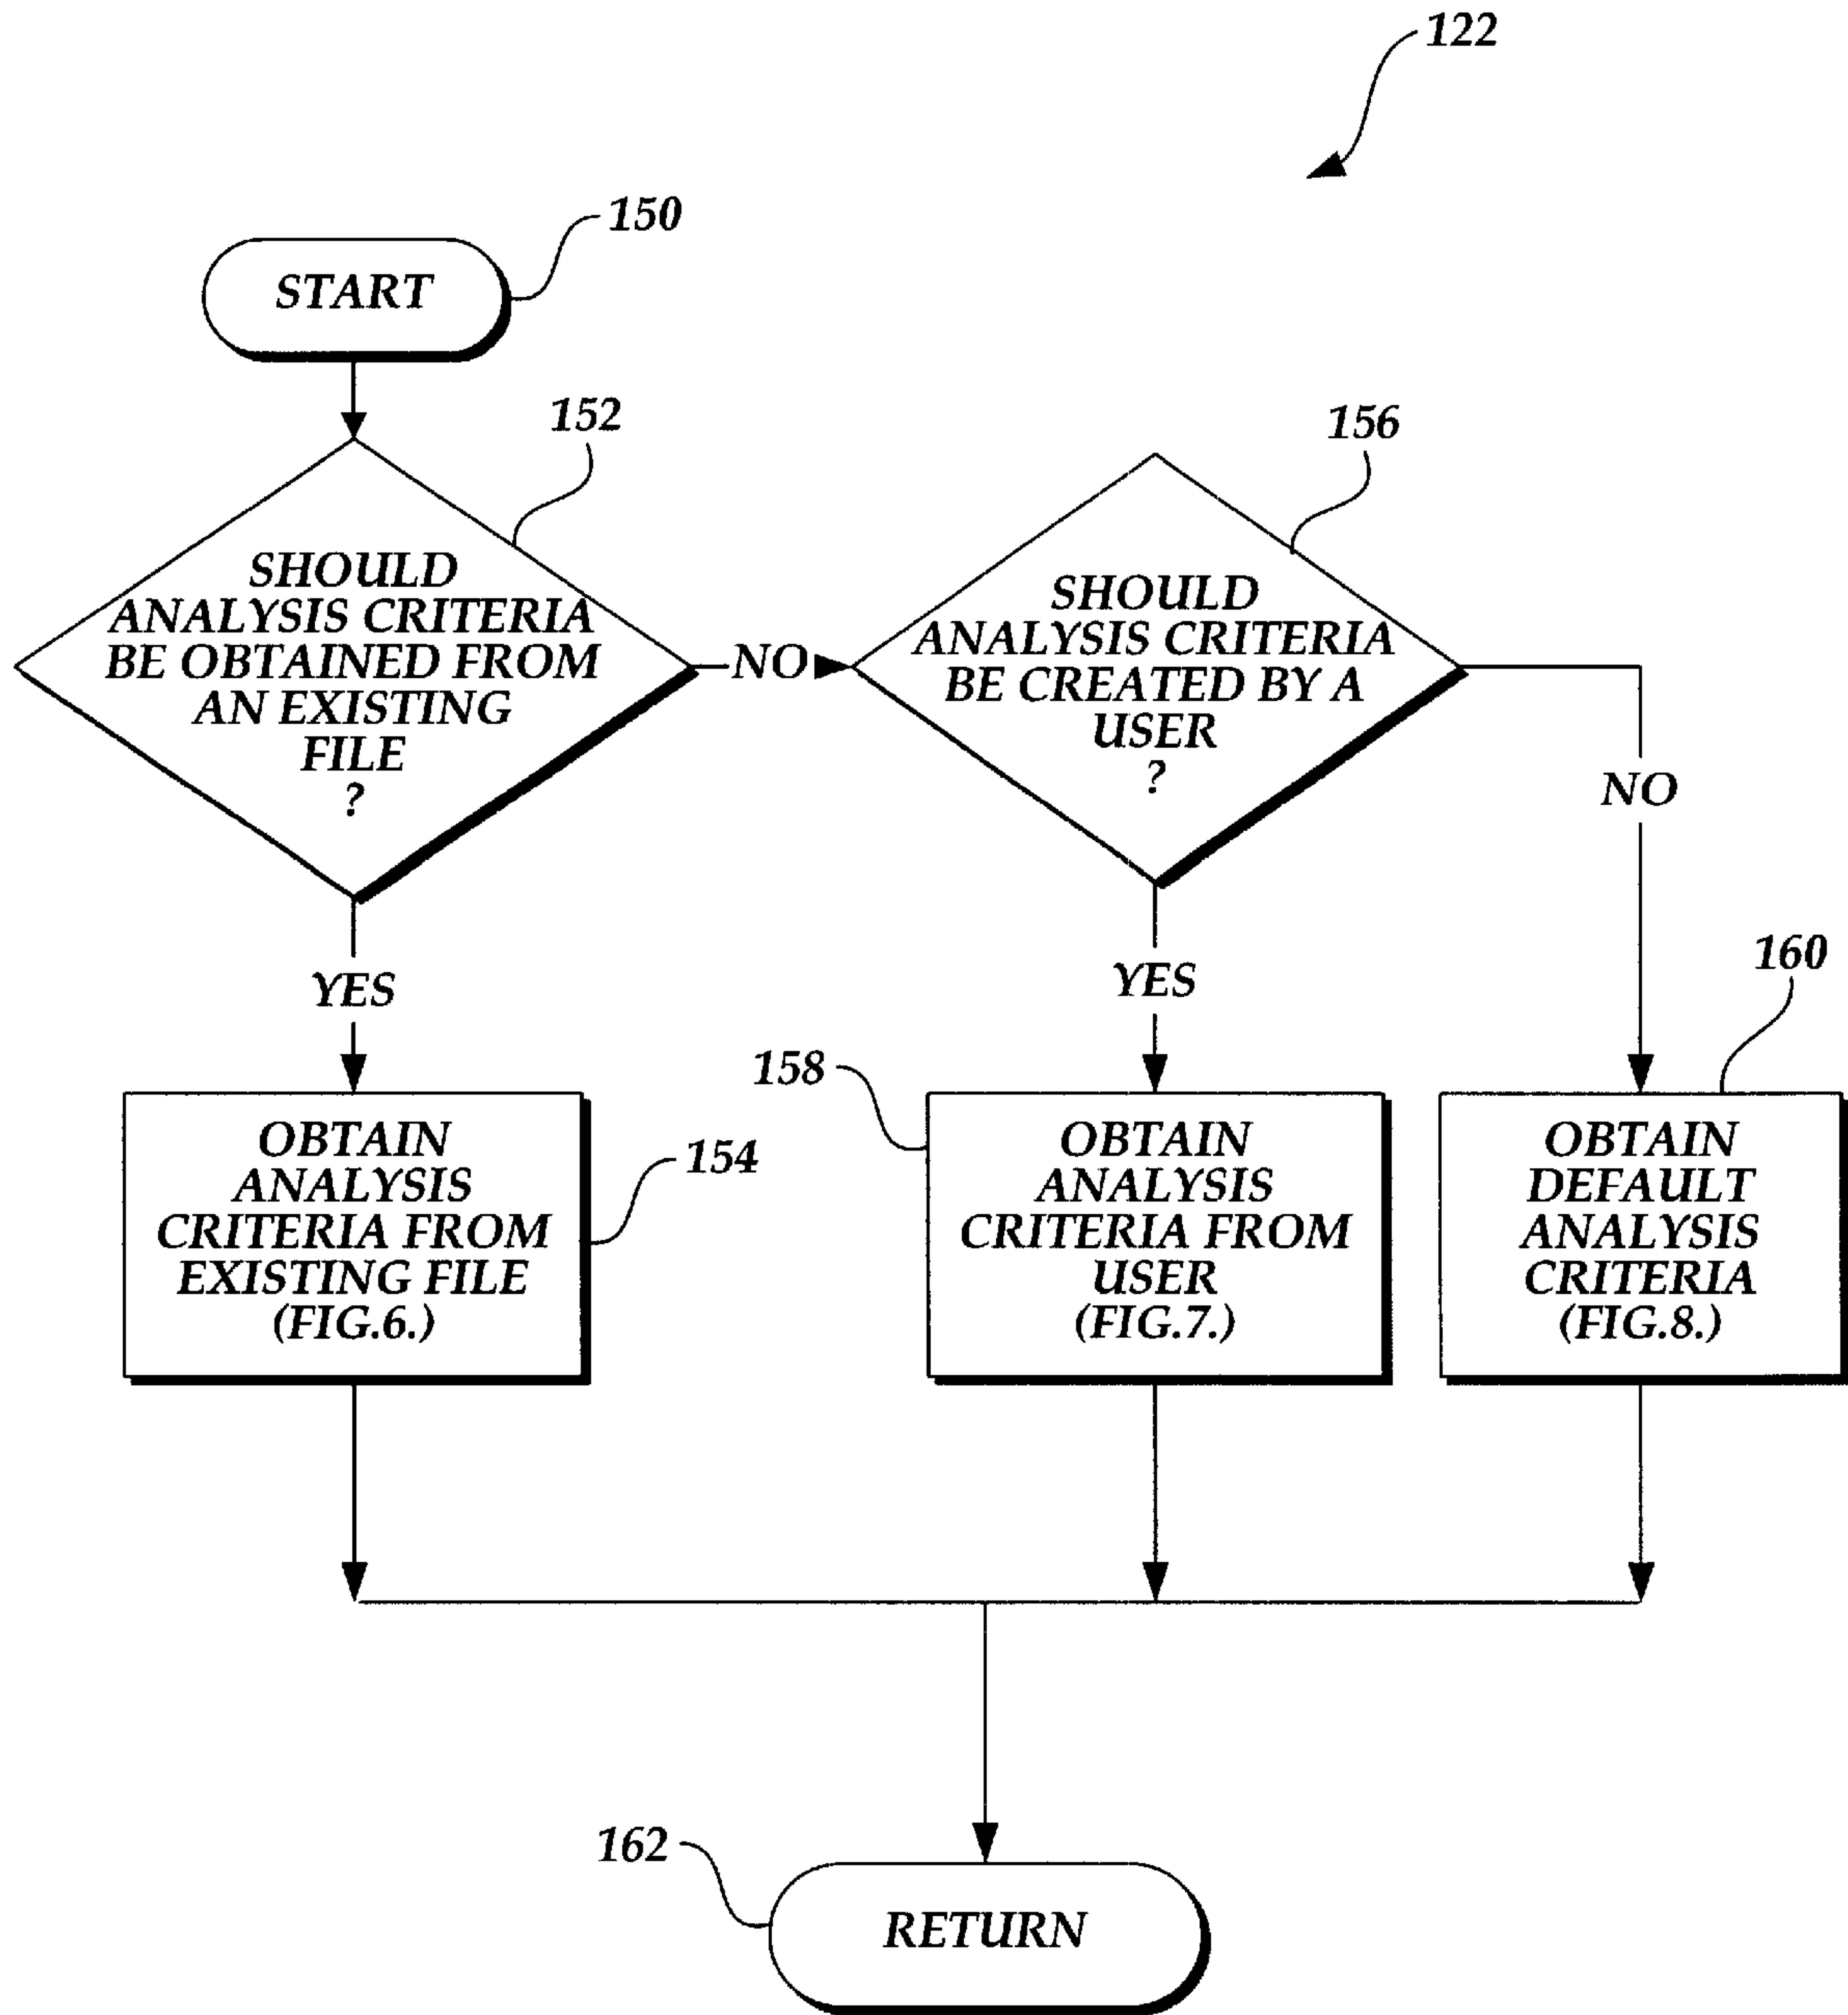 122
150
START
152
156
SHOULD
ANALYSIS CRITERIA
BE OBTAINED FROM
AN EXISTING
FILE
?
NO
SHOULD
ANALYSIS CRITERIA
BE CREATED BY A
USER
?
NO
YES
YES
160
158
OBTAIN
ANALYSIS
CRITERIA FROM
EXISTING FILE
(FIG.6.)
154
OBTAIN
ANALYSIS
CRITERIA FROM
USER
(FIG.7.)
OBTAIN
DEFAULT
ANALYSIS
CRITERIA
(FIG.8.)
162
RETURN